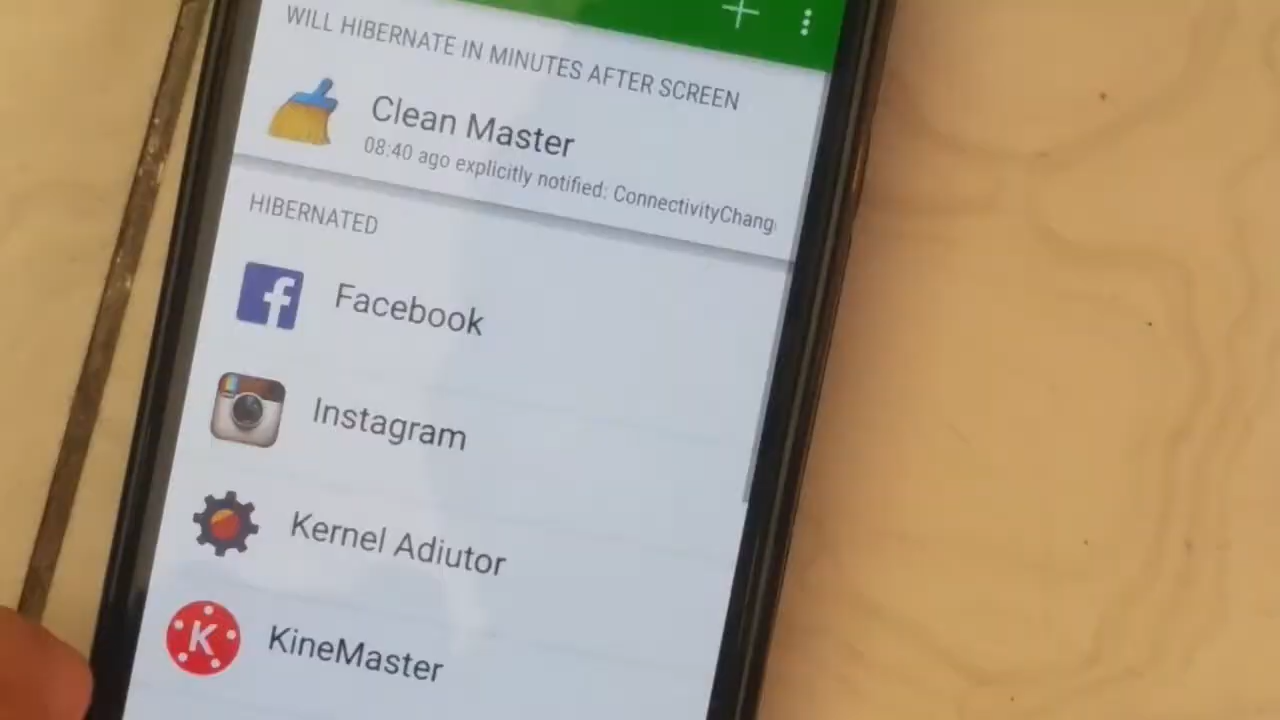 WILL HIBERNATE IN MINUTES AFTER SCREEN
Clean Master
08:40 ago explicitly notified: ConnectivityChang
HIBERNATED
Facebook
Instagram
Kernel Adiutor
K
KineMaster